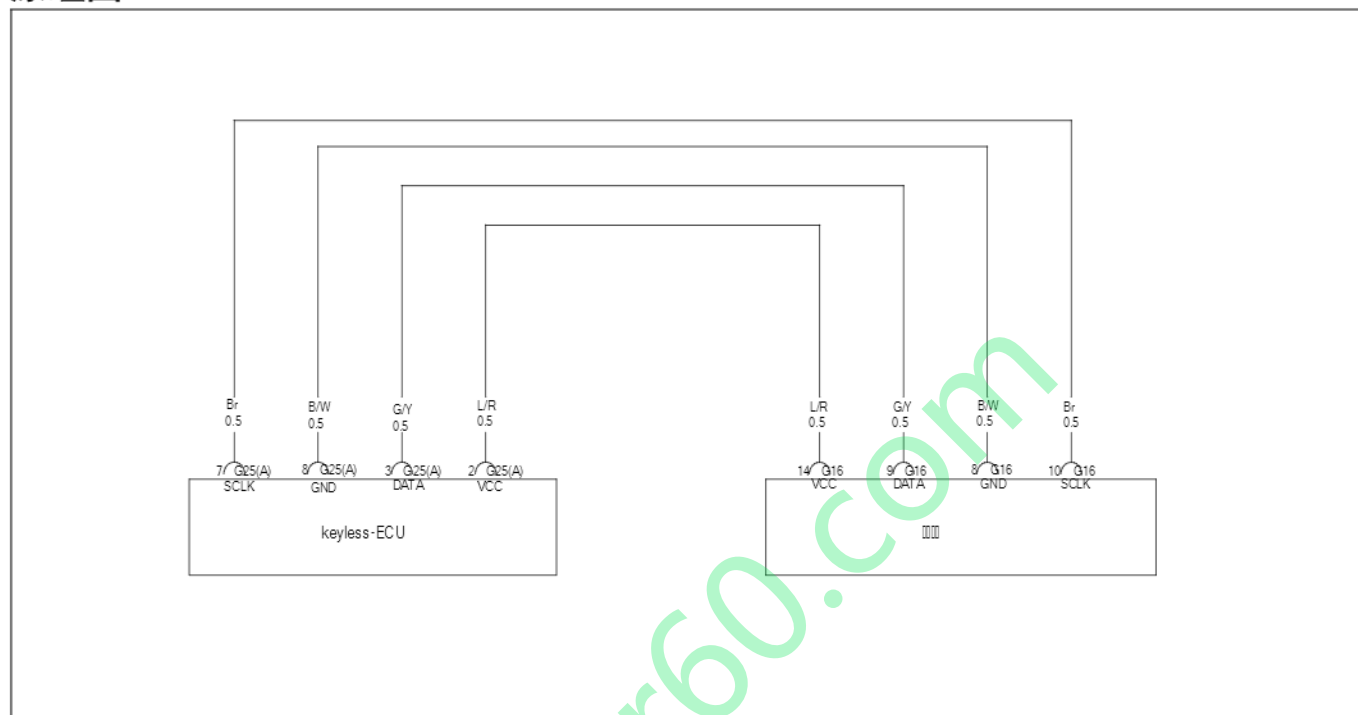 Br
0.5
B/W
0.5
G/Y
0.5
L/R
0.5
L/R
0.5
G/Y
0.5
B/W
0.5
Br
0.5
7 G25(A)
8 G25(A)
3 G25(A)
2 G25(A)
14 G16
9 G16
8 G16
10 G16
SCLK
GND
DATA
VCC
VCC
DATA
GND
SCLK
keyless-ECU
r60.com